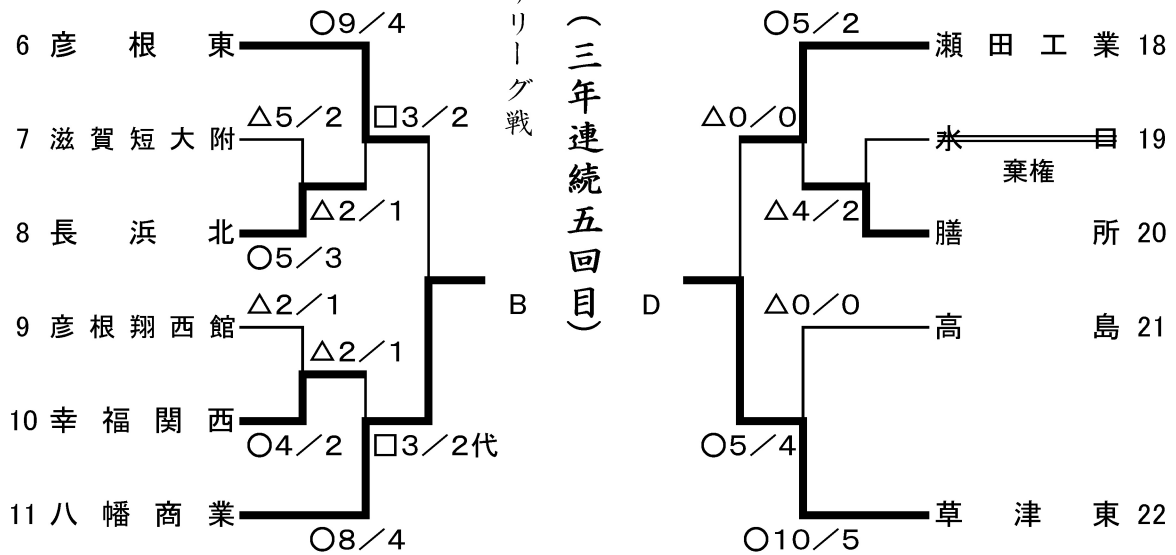 ○9／4
6 彦根東
△5／2
□3／2
7 滋賀短大附
△2／1
8 長浜北
○5／3
△2／1
9 彦根翔西館
△2／1
10 幸福関西
○4／2
□3／2代
11 八幡商業
○8／4
B
リーグ戦
(三年連続五回目)
D
○5／2
瀬田工業 18
△0／0
水口 19
棄権
△4／2
膳所 20
△0／0
高島 21
○5／4
草津東 22
○10／5